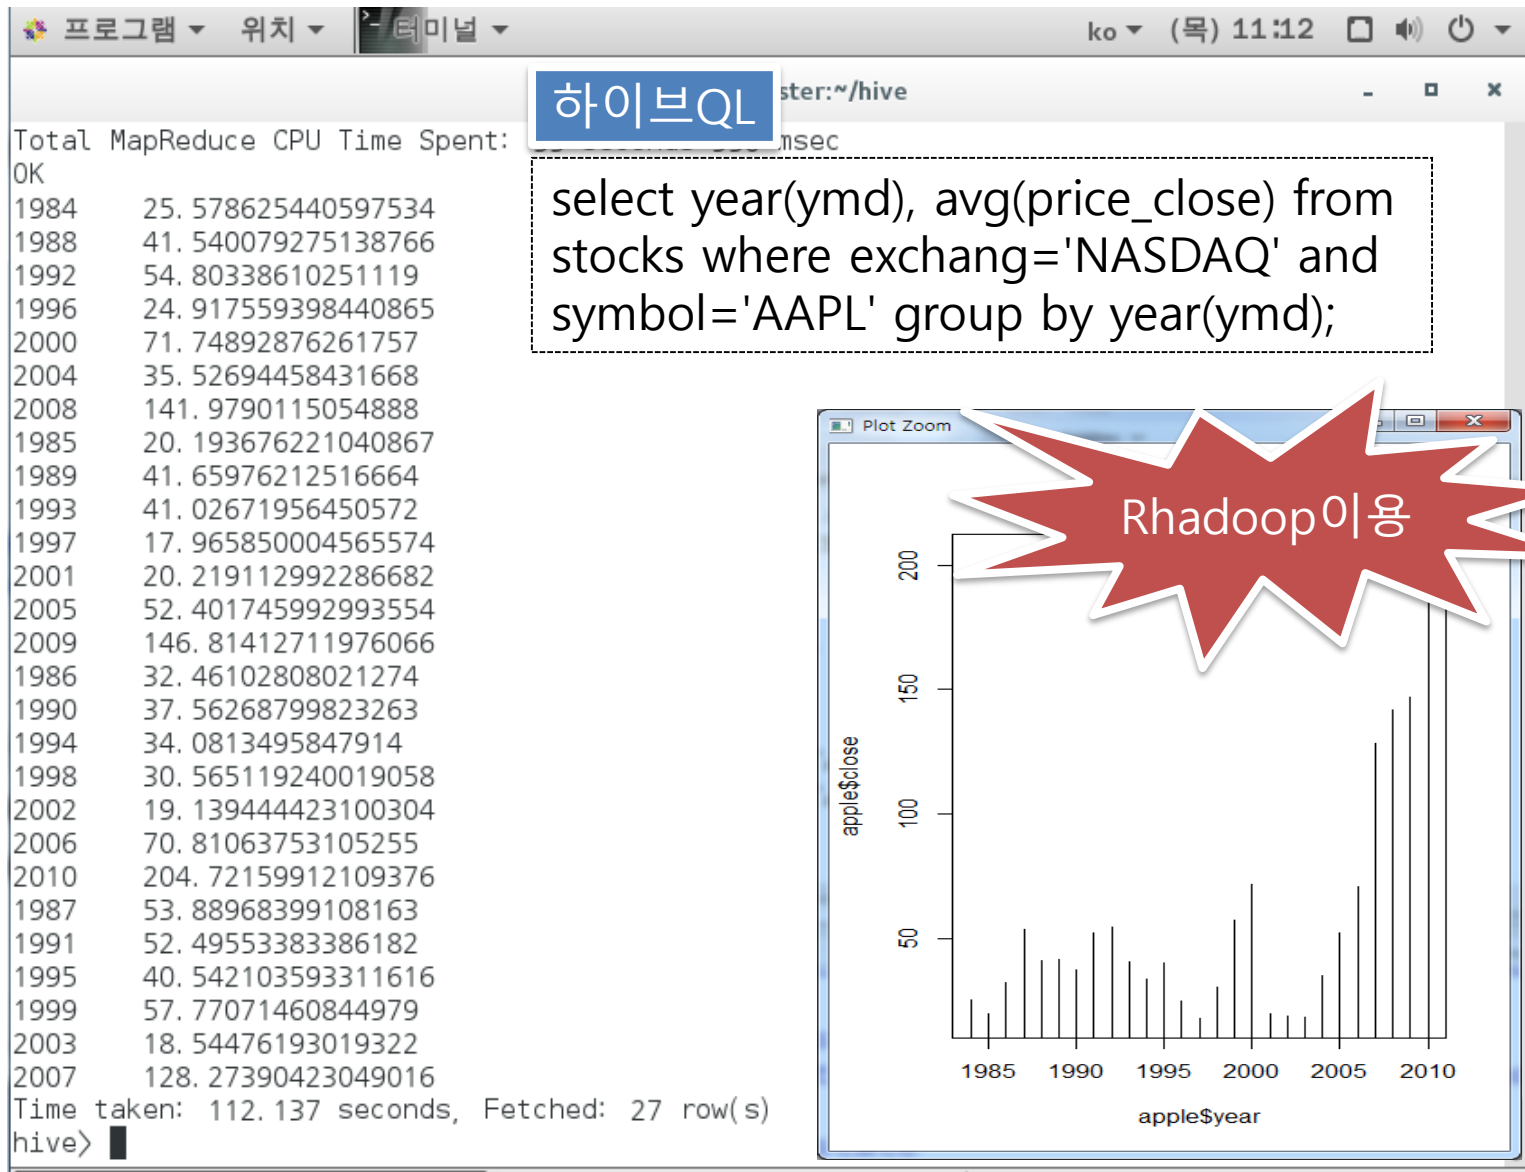 프로그램 위치 터미널 ko (목) 11:12
ster:~/hive
하이브QL
Total MapReduce CPU Time Spent: msec
OK
select year(ymd), avg(price_close) from
stocks where exchang='NASDAQ' and
symbol='AAPL' group by year(ymd);
1984 25.578625440597534
1988 41.540079275138766
1992 54.80338610251119
1996 24.917559398440865
2000 71.74892876261757
2004 35.52694458431668
2008 141.9790115054888
1985 20.193676221040867
1989 41.65976212516664
1993 41.02671956450572
1997 17.965850004565574
2001 20.219112992286682
2005 52.401745992993554
2009 146.81412711976066
1986 32.46102808021274
1990 37.56268799823263
1994 34.0813495847914
1998 30.565119240019058
2002 19.139444423100304
2006 70.81063753105255
2010 204.72159912109376
1987 53.88968399108163
1991 52.49553383386182
1995 40.542103593311616
1999 57.77071460844979
2003 18.54476193019322
2007 128.27390423049016
Time taken: 112.137 seconds, Fetched: 27 row(s)
hive>
Plot Zoom
Rhadoop이용
200
150
100
50
apple$close
1985 1990 1995 2000 2005 2010
apple$year